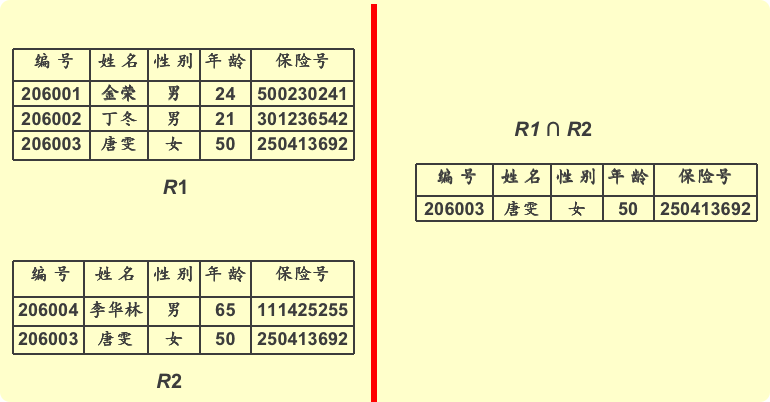 编号 姓名 性别 年龄 保险号
206001 金荣 男 24 500230241
206002 丁冬 男 21 301236542
206003 唐雯 女 50 250413692
R1
编号 姓名 性别 年龄 保险号
206004 李华林 男 65 111425255
206003 唐雯 女 50 250413692
R2
R1 ∩ R2
编号 姓名 性别 年龄 保险号
206003 唐雯 女 50 250413692